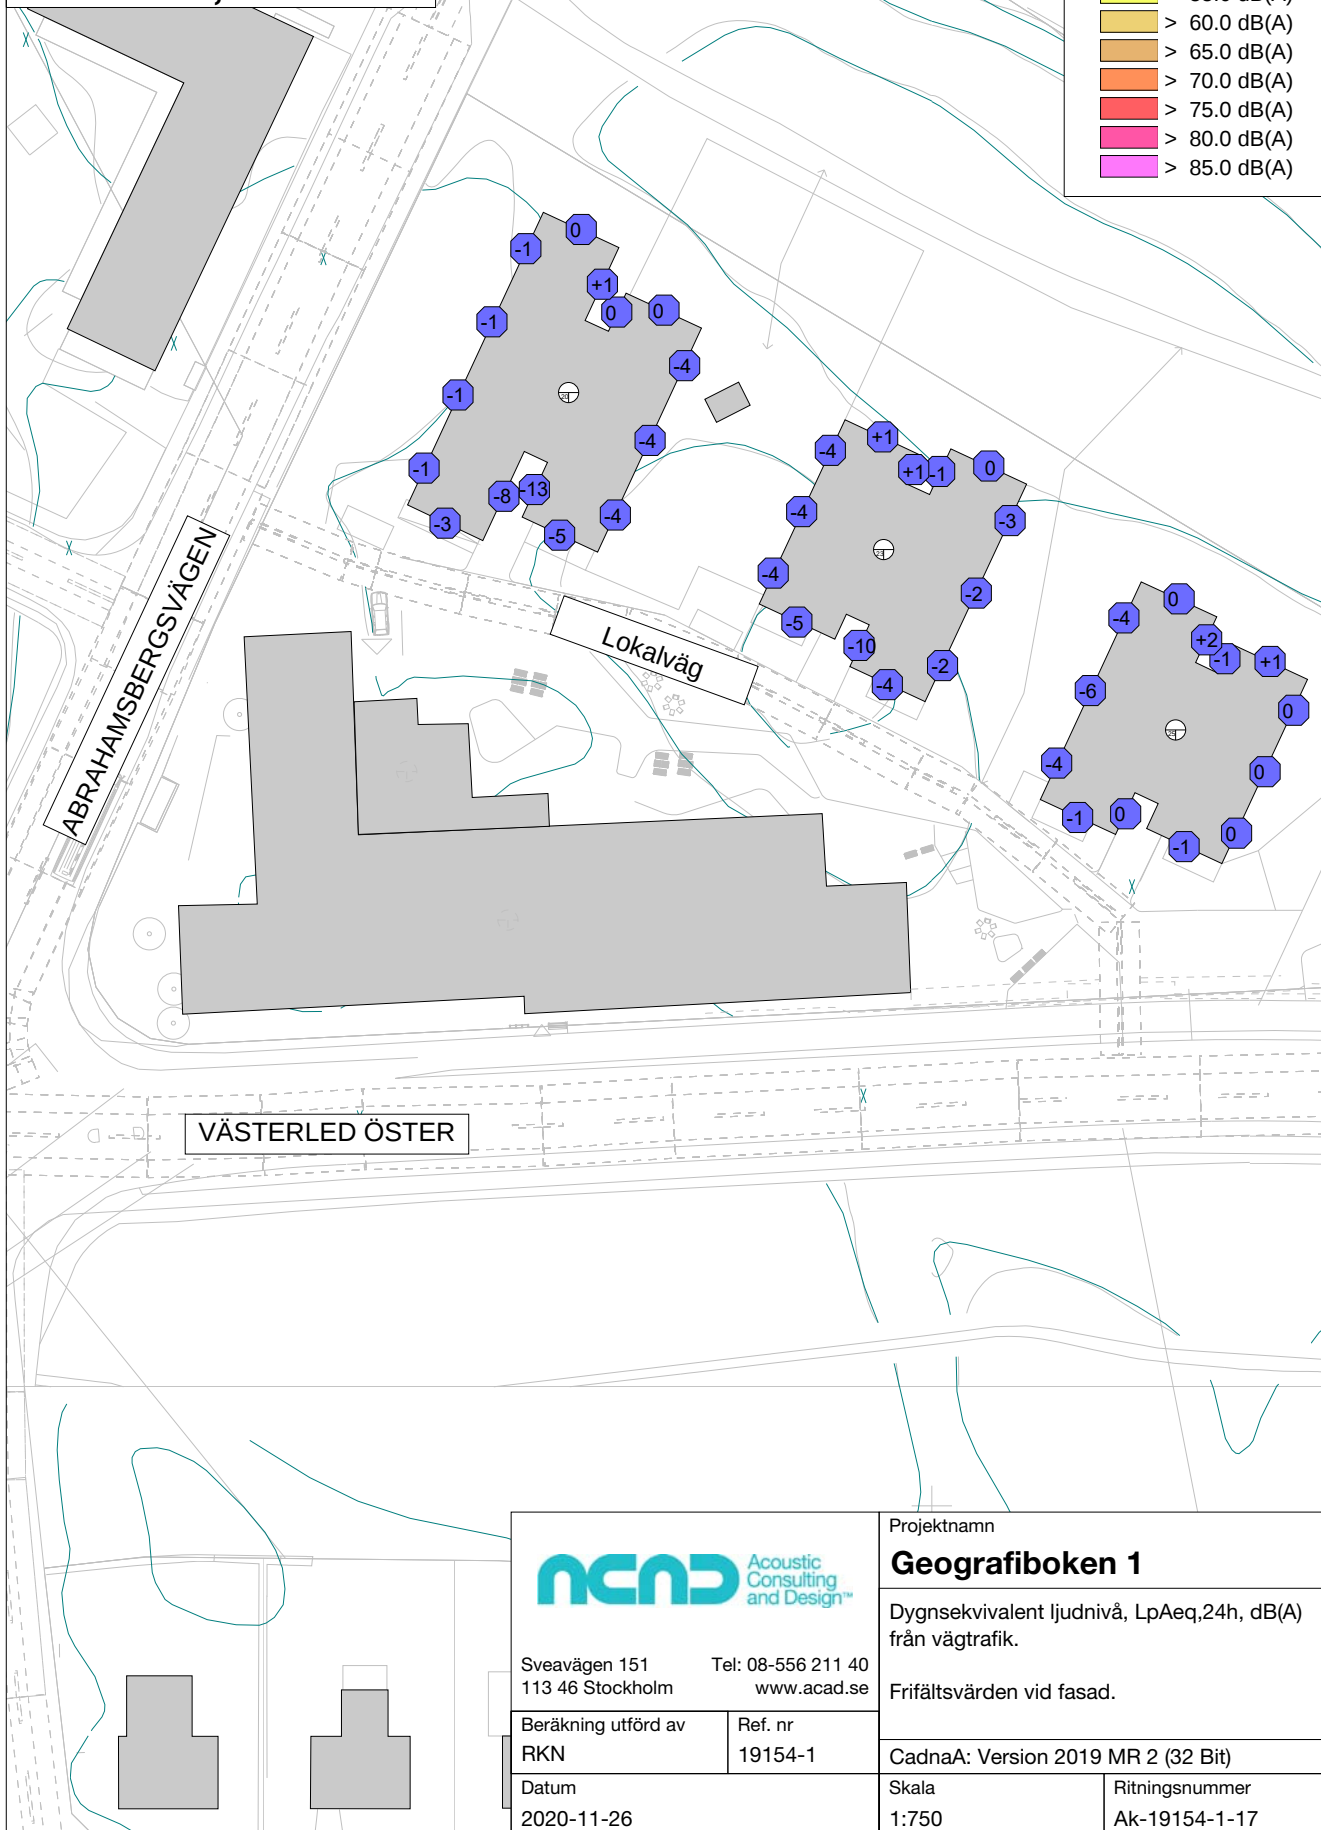 > 60.0 dB(A)
> 65.0 dB(A)
> 70.0 dB(A)
> 75.0 dB(A)
> 80.0 dB(A)
> 85.0 dB(A)
0
-1
+1
0
0
-1
-4
-1
-4
-1
-8
-13
-4
-3
-5
20
+1
-4
+1
-1
0
-4
-3
23
-4
-2
-5
-10
-2
-4
0
-4
+2
-1
+1
-6
0
25
-4
0
-1
0
0
-1
ABRAHAMSBERGSVÄGEN
Lokalväg
VÄSTERLED ÖSTER
ACAD
Acoustic
Consulting
and Design™
Sveavägen 151 Tel: 08-556 211 40
113 46 Stockholm www.acad.se
Beräkning utförd av
RKN
Ref. nr
19154-1
Datum
2020-11-26
Projektnamn
Geografiboken 1
Dygnsekvivalent ljudnivå, LpAeq,24h, dB(A)
från vägtrafik.
Frifältsvärden vid fasad.
CadnaA: Version 2019 MR 2 (32 Bit)
Skala
1:750
Ritningsnummer
Ak-19154-1-17